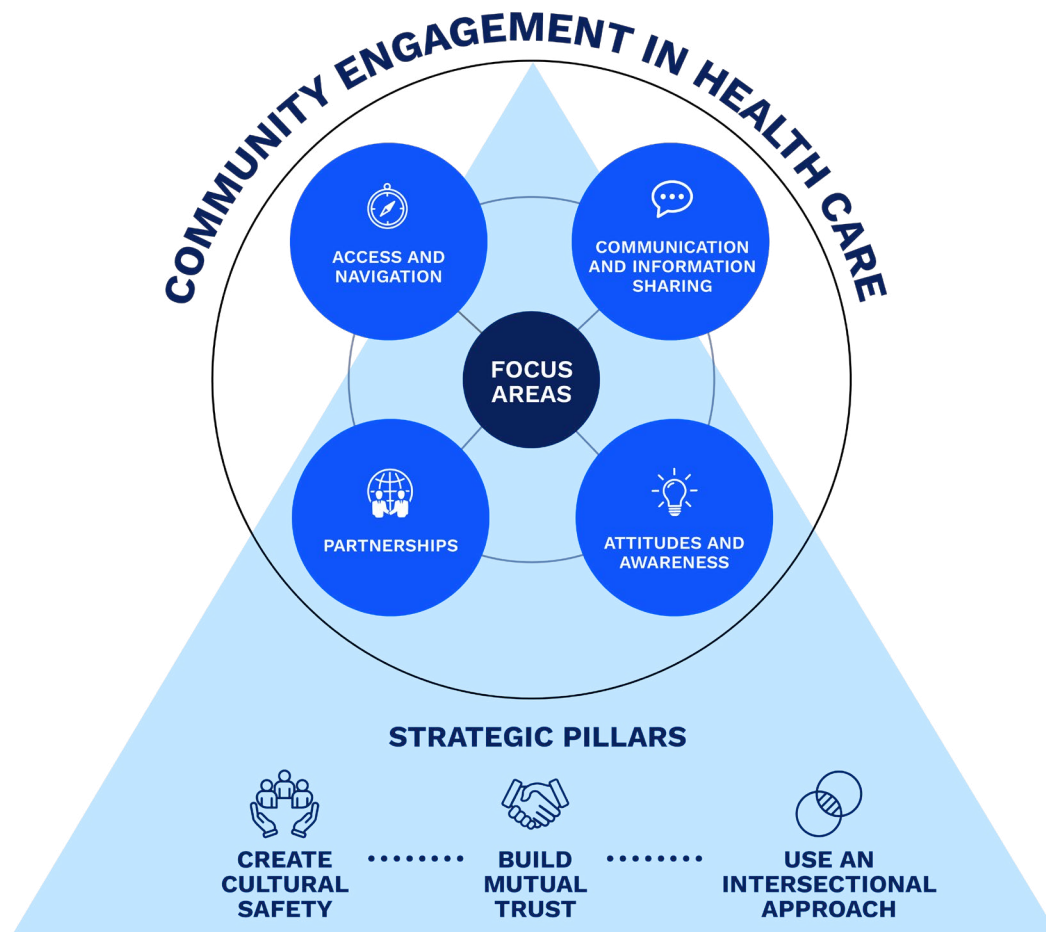 COMMUNITY ENGAGEMENT IN HEALTH CARE
ACCESS AND
NAVIGATION
COMMUNICATION
AND INFORMATION
SHARING
FOCUS
AREAS
PARTNERSHIPS
ATTITUDES AND
AWARENESS
STRATEGIC PILLARS
CREATE
CULTURAL
SAFETY
BUILD
MUTUAL
TRUST
USE AN
INTERSECTIONAL
APPROACH